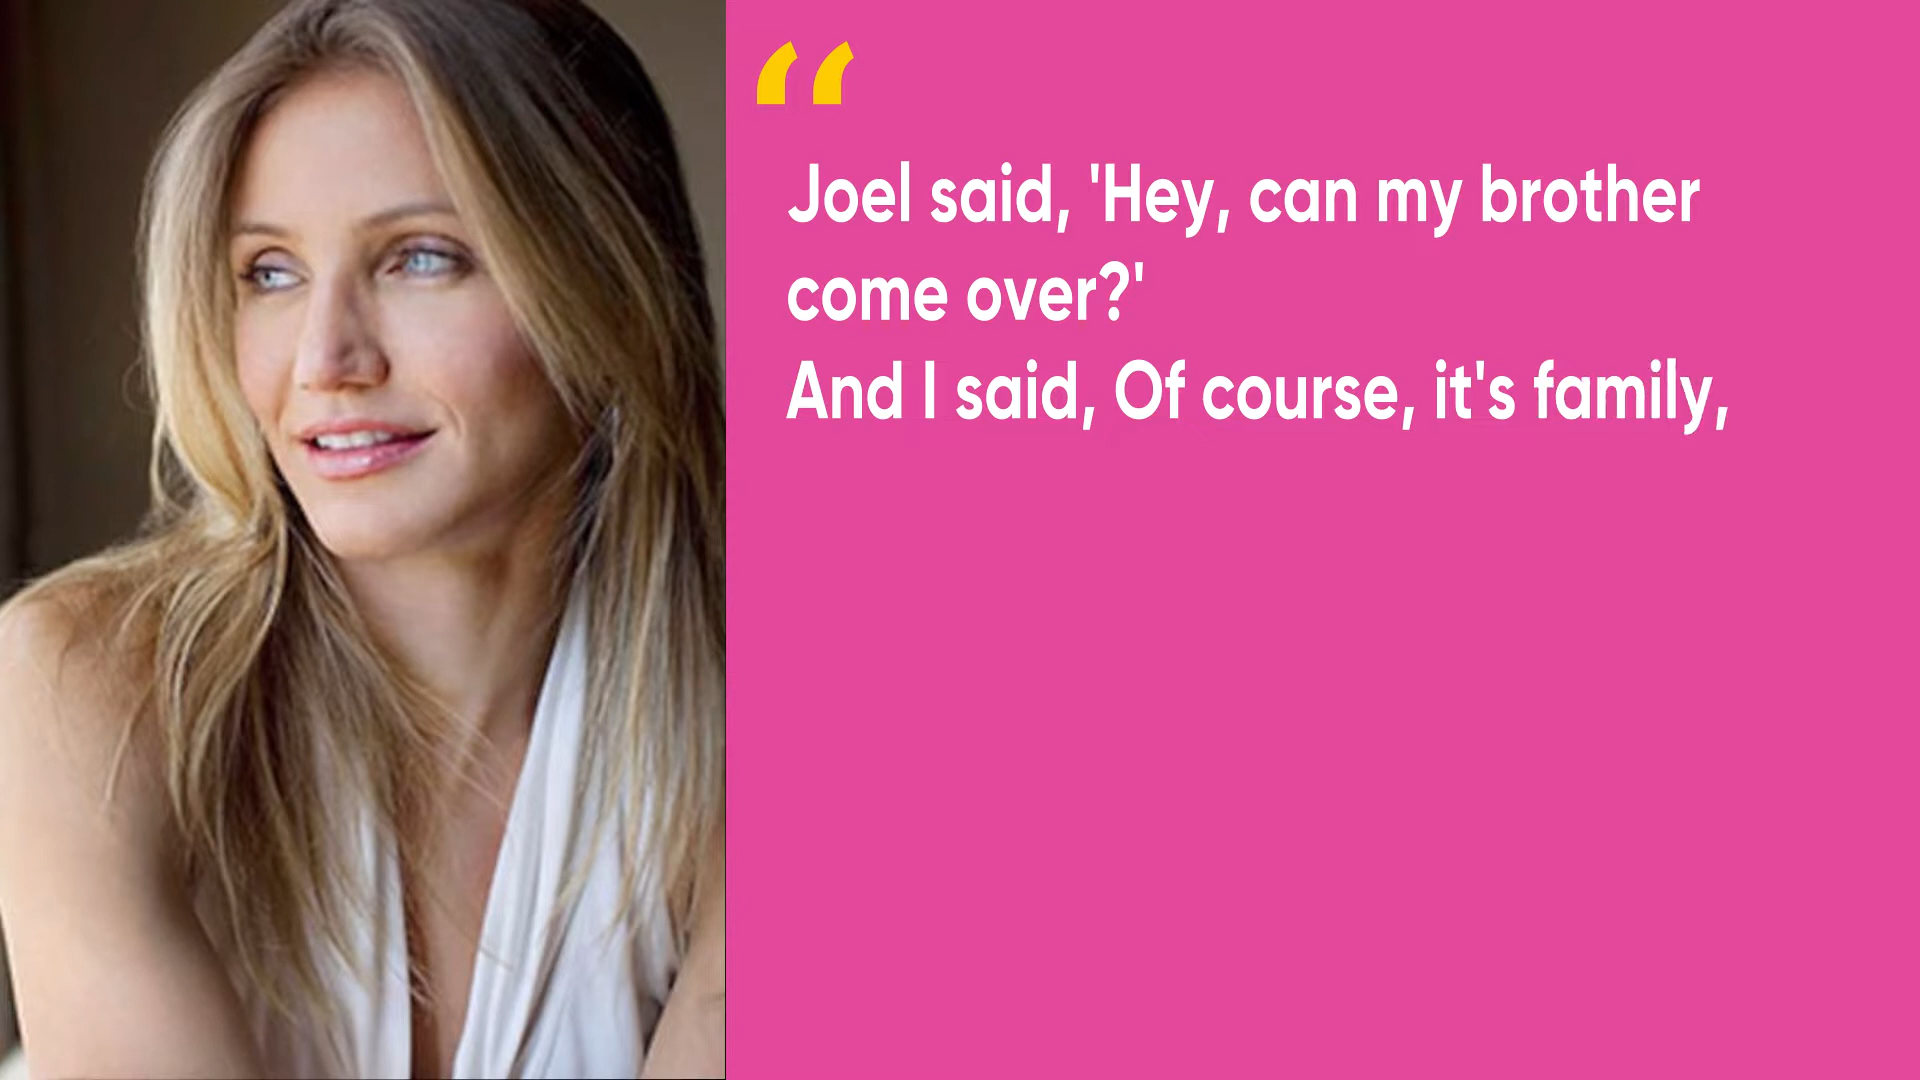 “
Joel said, 'Hey, can my brother
come over?'
And I said, Of course, it's family,